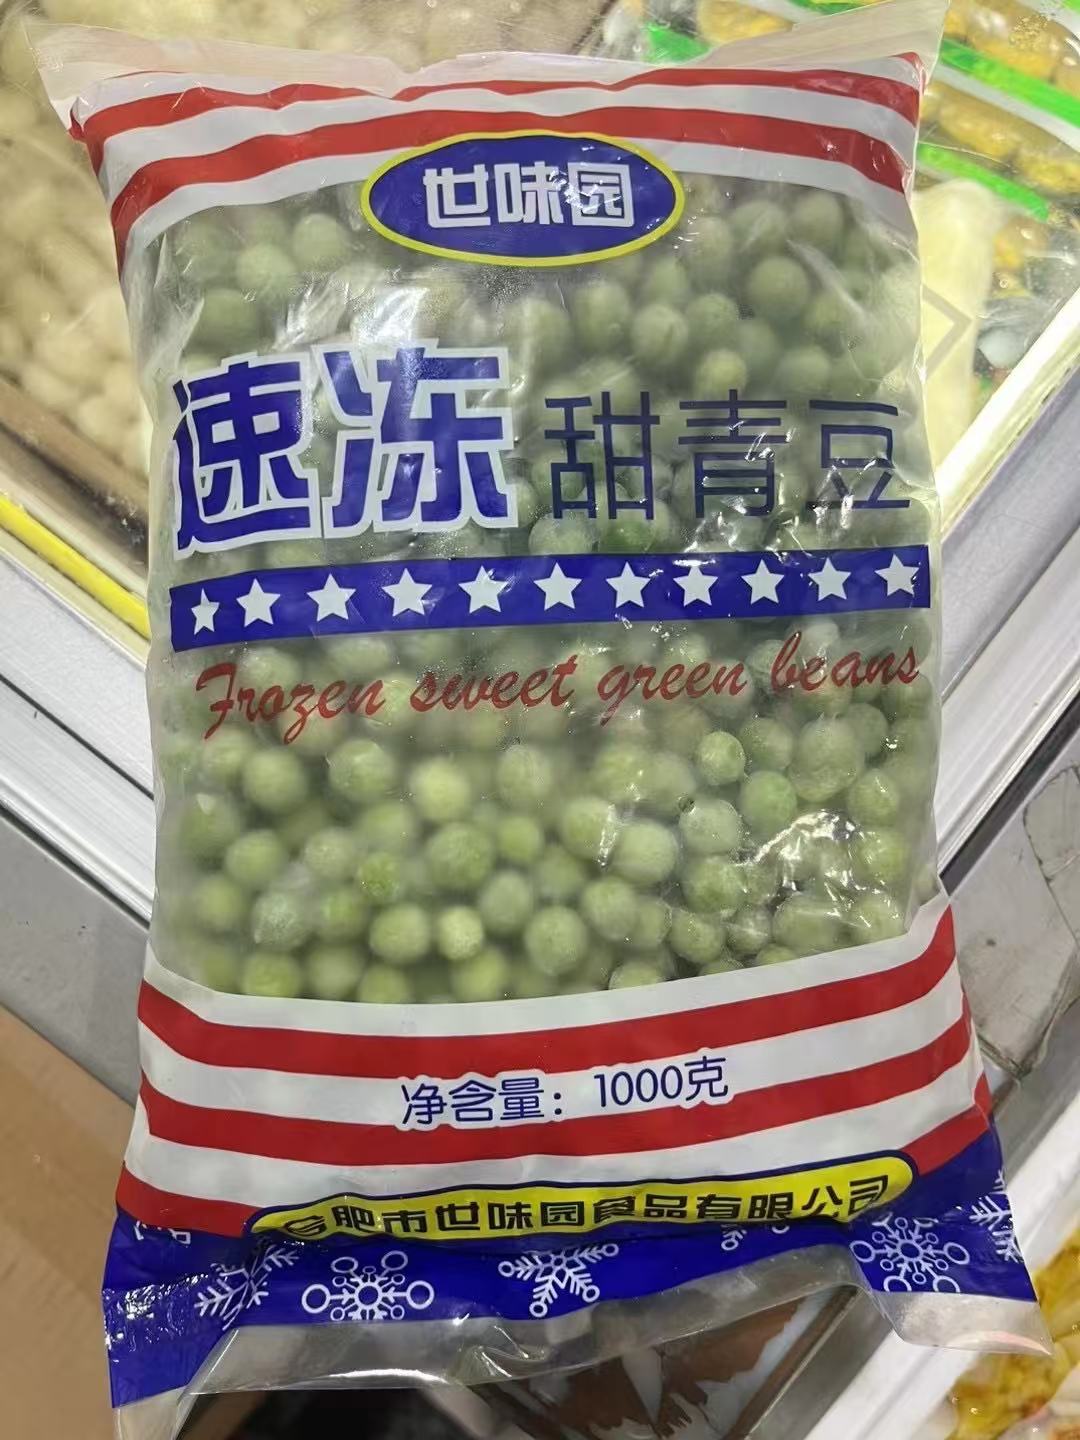 世味园
速冻 甜青豆
Frozen sweet green beans
净含量：1000克
合肥市世味园食品有限公司